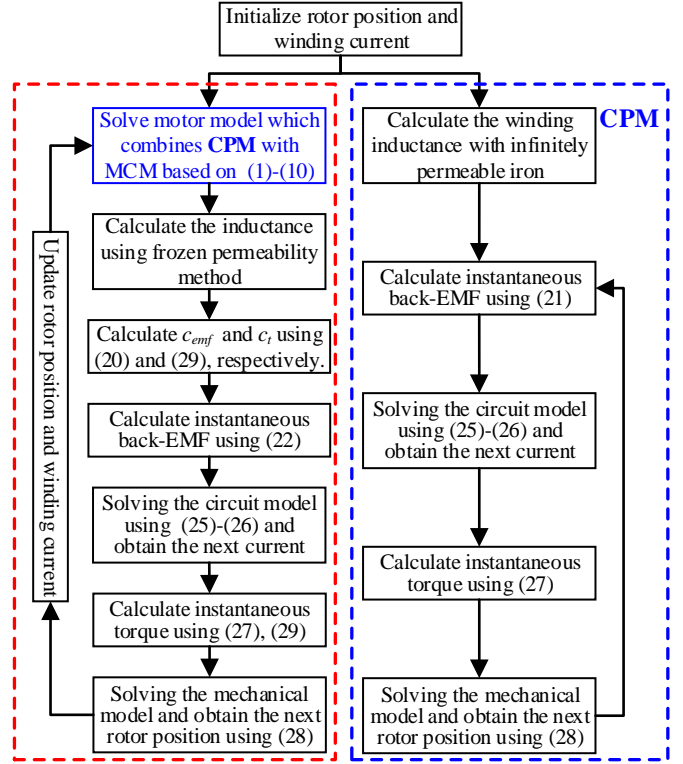 Initialize rotor position and
winding current
Solve motor model which
combines CPM with
MCM based on (1)-(10)
Calculate the inductance
using frozen permeability
method
Calculate c_emf and c_t using
(20) and (29), respectively.
Calculate instantaneous
back-EMF using (22)
Solving the circuit model
using (25)-(26) and
obtain the next current
Calculate instantaneous
torque using (27), (29)
Solving the mechanical
model and obtain the next
rotor position using (28)
Update rotor position and winding current
CPM
Calculate the winding
inductance with infinitely
permeable iron
Calculate instantaneous
back-EMF using (21)
Solving the circuit model
using (25)-(26) and
obtain the next current
Calculate instantaneous
torque using (27)
Solving the mechanical
model and obtain the next
rotor position using (28)